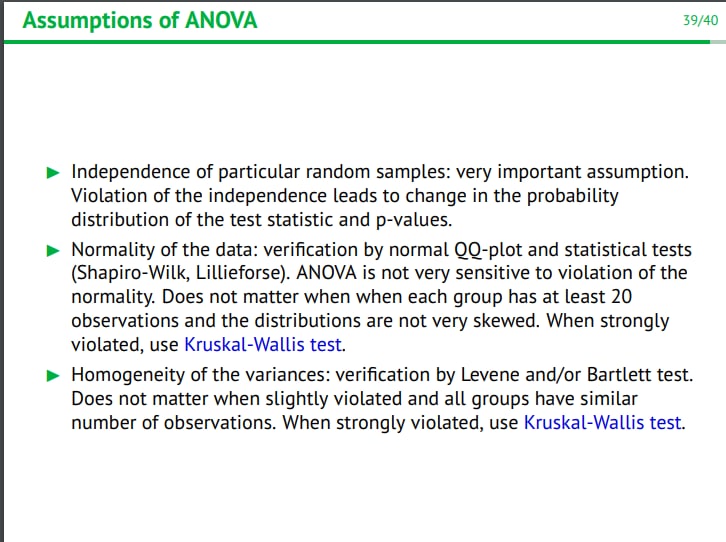 Assumptions of ANOVA
39/40
► Independence of particular random samples: very important assumption.
Violation of the independence leads to change in the probability
distribution of the test statistic and p-values.
► Normality of the data: verification by normal QQ-plot and statistical tests
(Shapiro-Wilk, Lillieforse). ANOVA is not very sensitive to violation of the
normality. Does not matter when when each group has at least 20
observations and the distributions are not very skewed. When strongly
violated, use Kruskal-Wallis test.
► Homogeneity of the variances: verification by Levene and/or Bartlett test.
Does not matter when slightly violated and all groups have similar
number of observations. When strongly violated, use Kruskal-Wallis test.